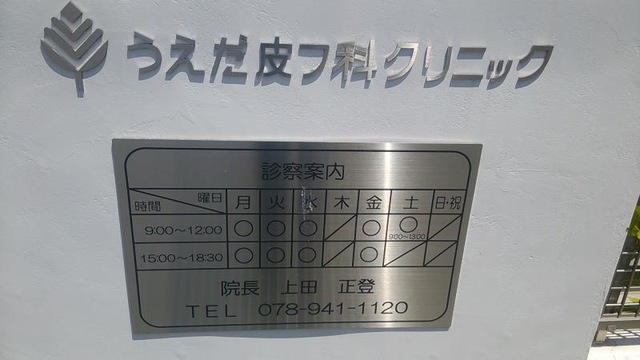 うえだ皮フ科クリニック
診察案内
曜日 時間 月 火 水 木 金 土 日・祝
9:00〜12:00 ○ ○ ○ ／ ○ ○ 9:00〜13:00 ／
15:00〜18:30 ○ ○ ○ ／ ○ ／ ／
院長 上田 正登
TEL 078-941-1120